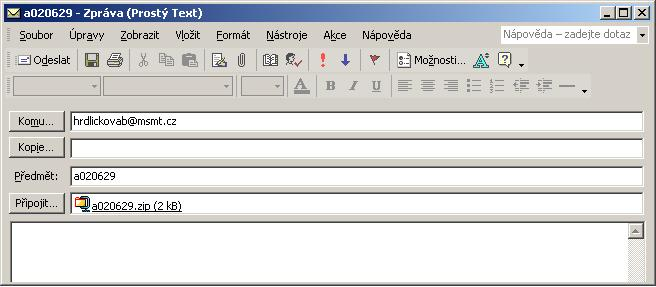 a020629 - Zpráva (Prostý Text)
Soubor Úpravy Zobrazit Vložit Formát Nástroje Akce Nápověda Nápověda – zadejte dotaz
Odeslat Možnosti...
A B I U
Komu... hrdlickovab@msmt.cz
Kopie...
Předmět: a020629
Připojit... a020629.zip (2 kB)